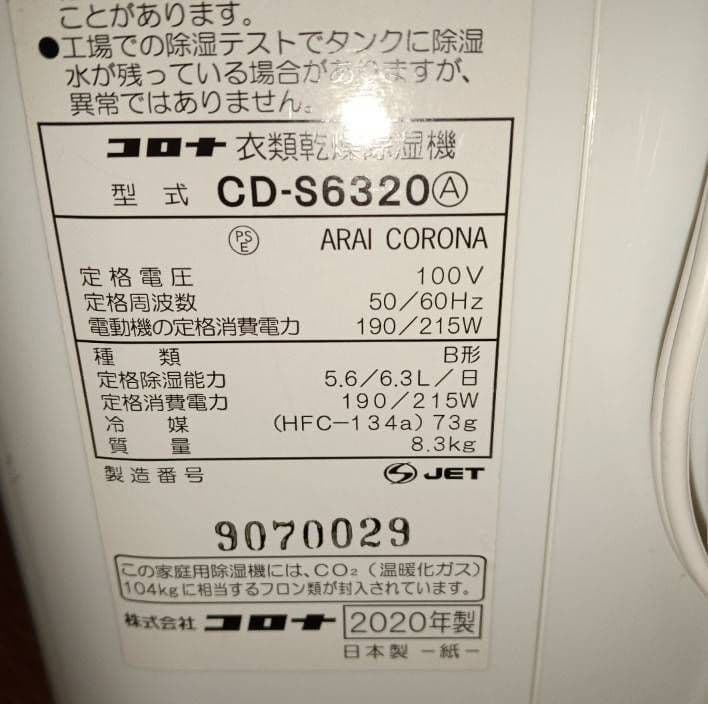 ことがあります。
●工場での除湿テストでタンクに除湿
水が残っている場合がありますが、
異常ではありません。
コロナ 衣類乾燥除湿機
型 式 CD-S6320Ⓐ
PSE ARAI CORONA
定格電圧 100V
定格周波数 50/60Hz
電動機の定格消費電力 190/215W
種 類 B形
定格除湿能力 5.6/6.3L/日
定格消費電力 190/215W
冷 媒 (HFC-134a) 73g
質 量 8.3kg
製造番号 JET
9070029
この家庭用除湿機には、CO₂(温暖化ガス)
104kgに相当するフロン類が封入されています。
株式会社 コロナ 2020年製
日本製 -紙-